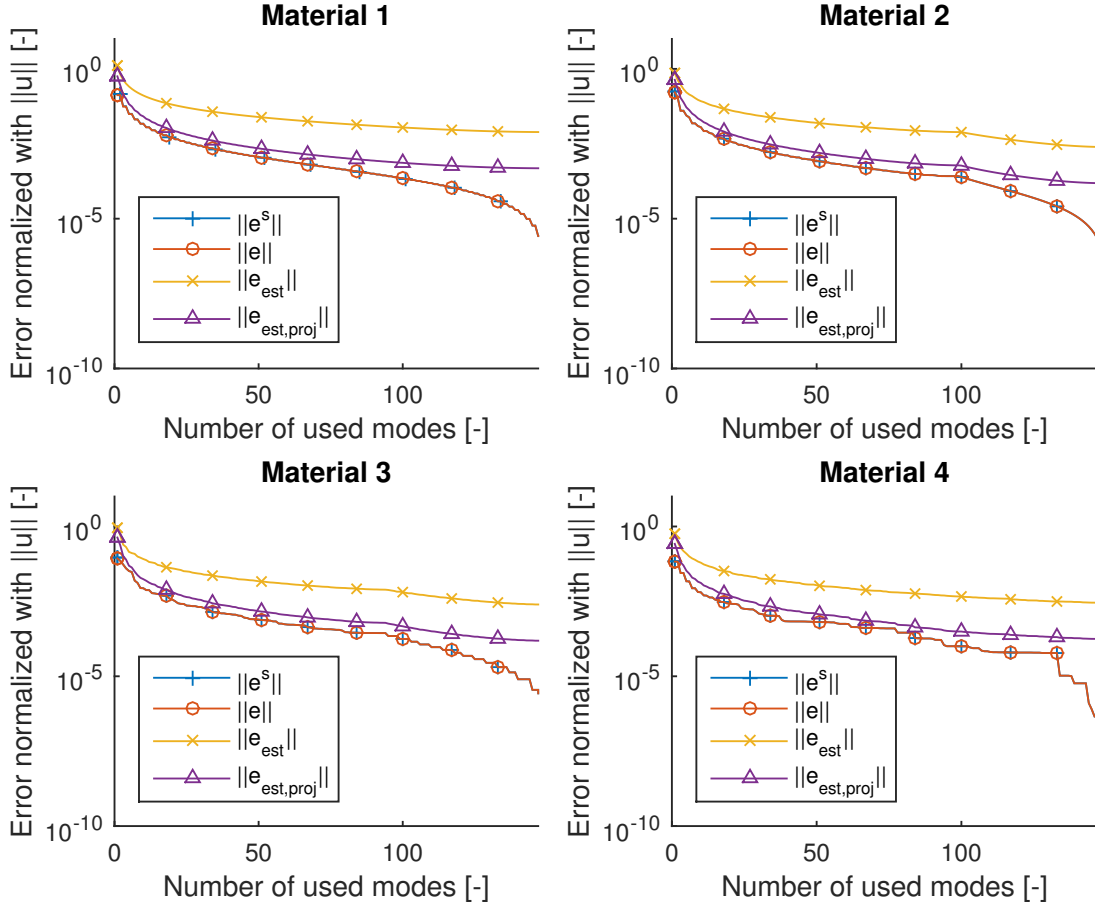 Material 1
Error normalized with ||u|| [-]
10^0
10^-5
10^-10
||e^s||
||e||
||e_est||
||e_est,proj||
0
50
100
Number of used modes [-]
Material 2
Error normalized with ||u|| [-]
10^0
10^-5
10^-10
||e^s||
||e||
||e_est||
||e_est,proj||
0
50
100
Number of used modes [-]
Material 3
Error normalized with ||u|| [-]
10^0
10^-5
10^-10
||e^s||
||e||
||e_est||
||e_est,proj||
0
50
100
Number of used modes [-]
Material 4
Error normalized with ||u|| [-]
10^0
10^-5
10^-10
||e^s||
||e||
||e_est||
||e_est,proj||
0
50
100
Number of used modes [-]